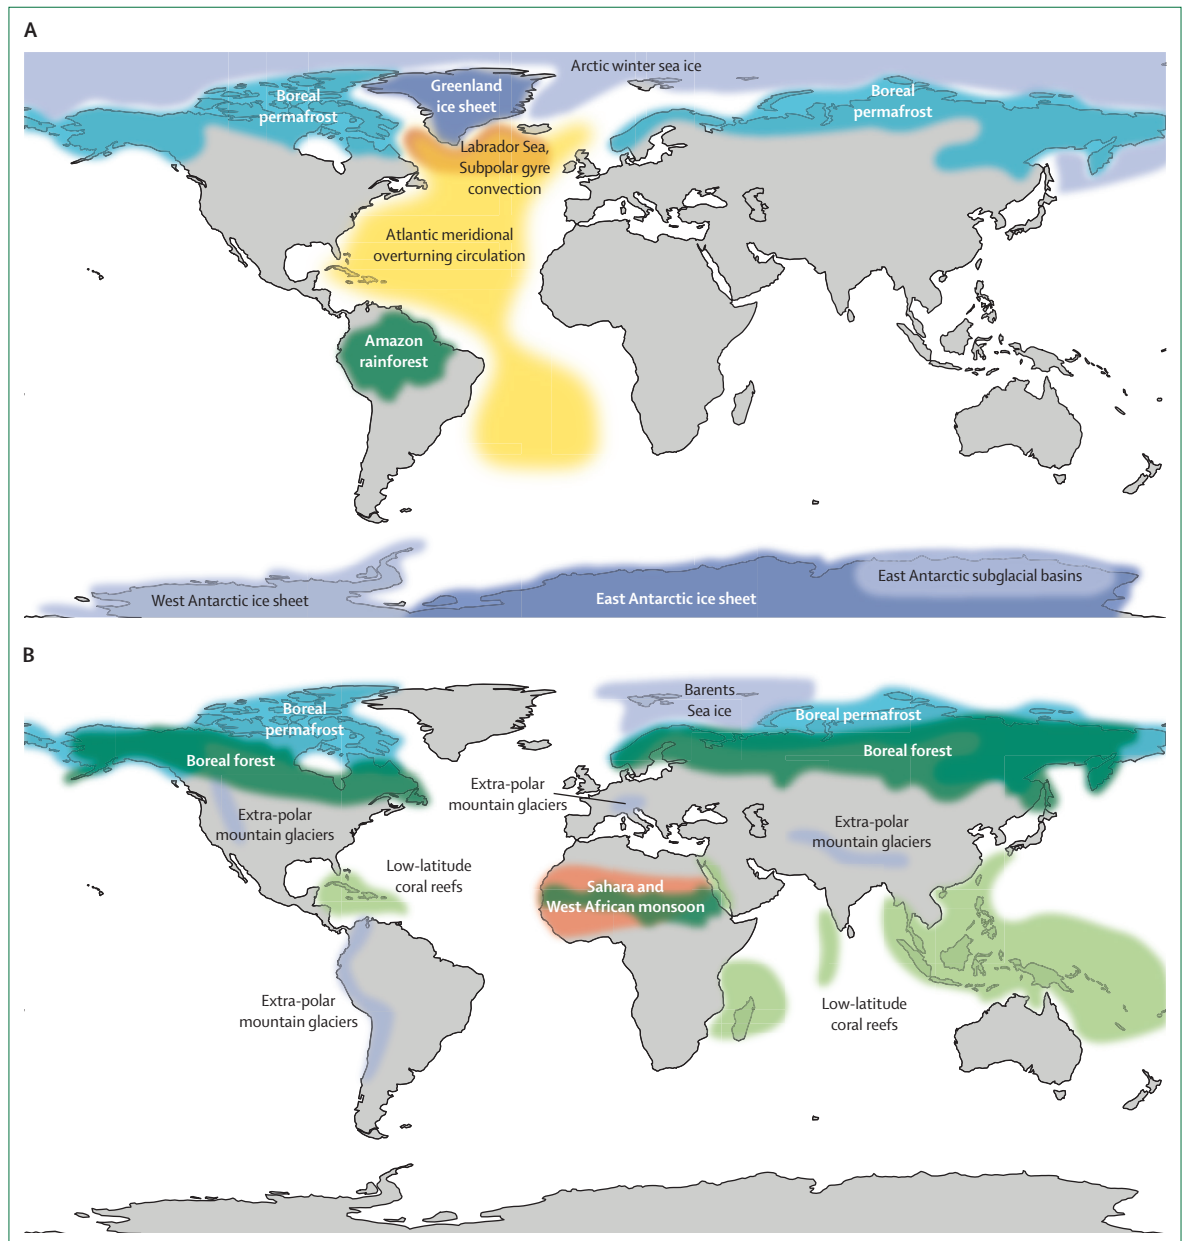 A
Arctic winter sea ice
Greenland
ice sheet
Boreal
permafrost
Boreal
permafrost
Labrador Sea,
Subpolar gyre
convection
Atlantic meridional
overturning circulation
Amazon
rainforest
East Antarctic subglacial basins
West Antarctic ice sheet
East Antarctic ice sheet
B
Barents
Sea ice
Boreal
permafrost
Boreal permafrost
Boreal forest
Boreal forest
Extra-polar
mountain glaciers
Extra-polar
mountain glaciers
Extra-polar
mountain glaciers
Low-latitude
coral reefs
Sahara and
West African monsoon
Extra-polar
mountain glaciers
Low-latitude
coral reefs